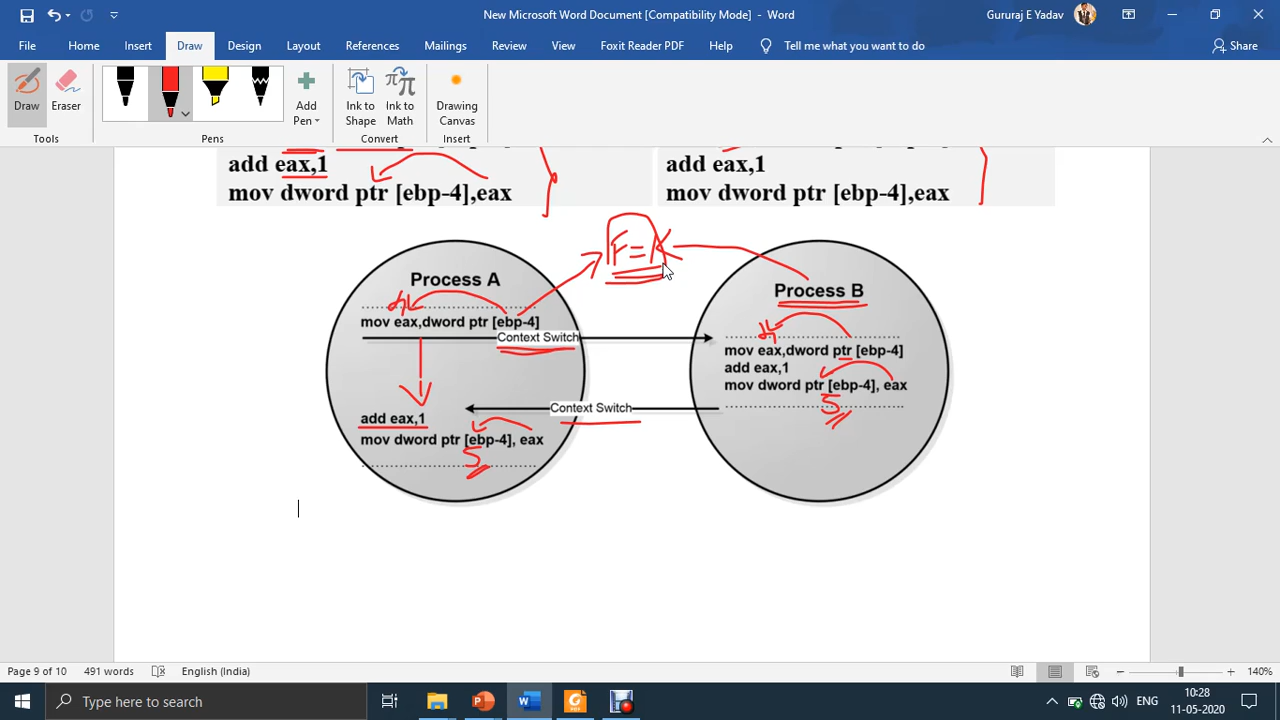 New Microsoft Word Document [Compatibility Mode] - Word
Gururaj E Yadav
File Home Insert Draw Design Layout References Mailings Review View Foxit Reader PDF Help Tell me what you want to do Share
Draw Eraser Add Pen Ink to Shape Ink to Math Drawing Canvas
Tools Pens Convert Insert
add eax,1
mov dword ptr [ebp-4],eax
add eax,1
mov dword ptr [ebp-4],eax
Process A
mov eax,dword ptr [ebp-4]
Context Switch
add eax,1
mov dword ptr [ebp-4], eax
5
Process B
mov eax,dword ptr [ebp-4]
add eax,1
mov dword ptr [ebp-4], eax
5
Context Switch
Page 9 of 10 491 words English (India) 140%
Type here to search
ENG
10:28
11-05-2020